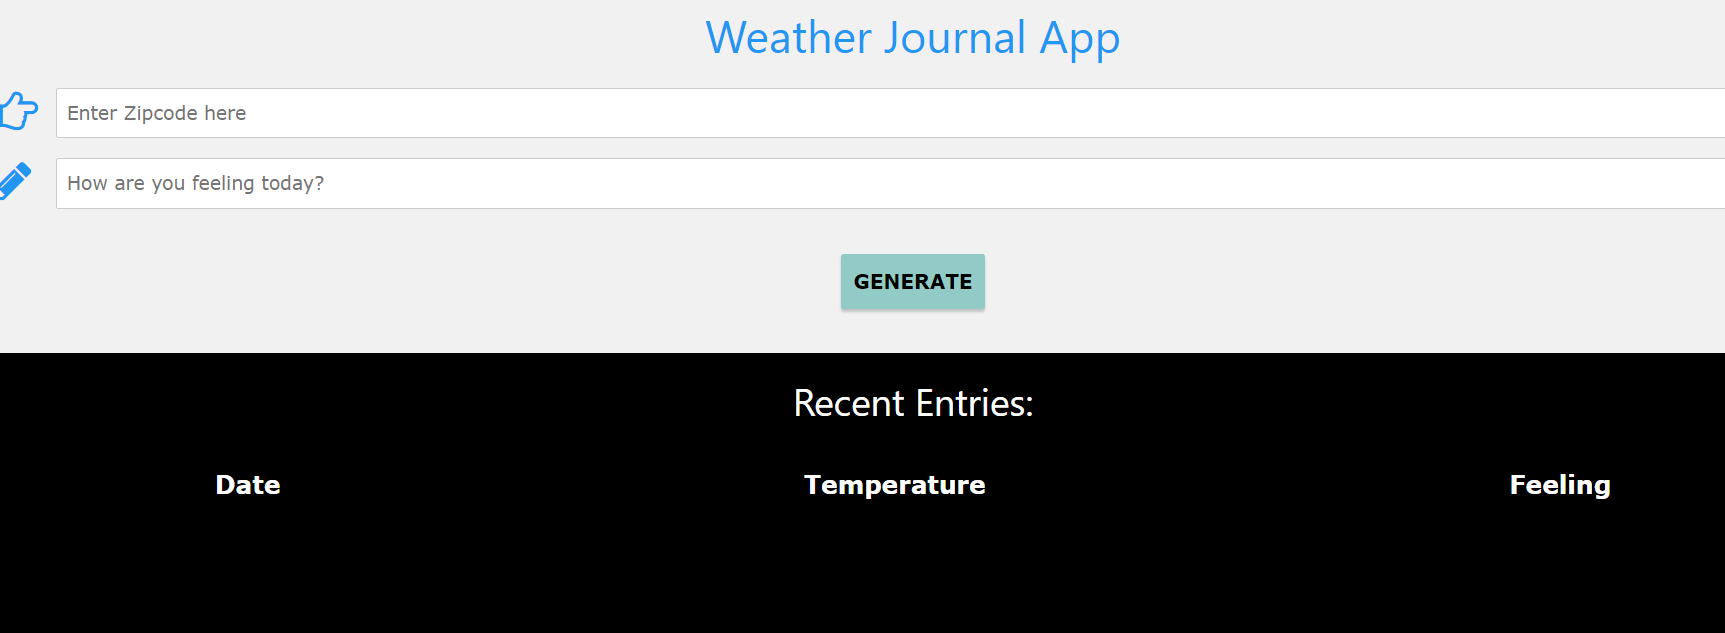 Weather Journal App
Enter Zipcode here
How are you feeling today?
GENERATE
Recent Entries:
Date Temperature Feeling